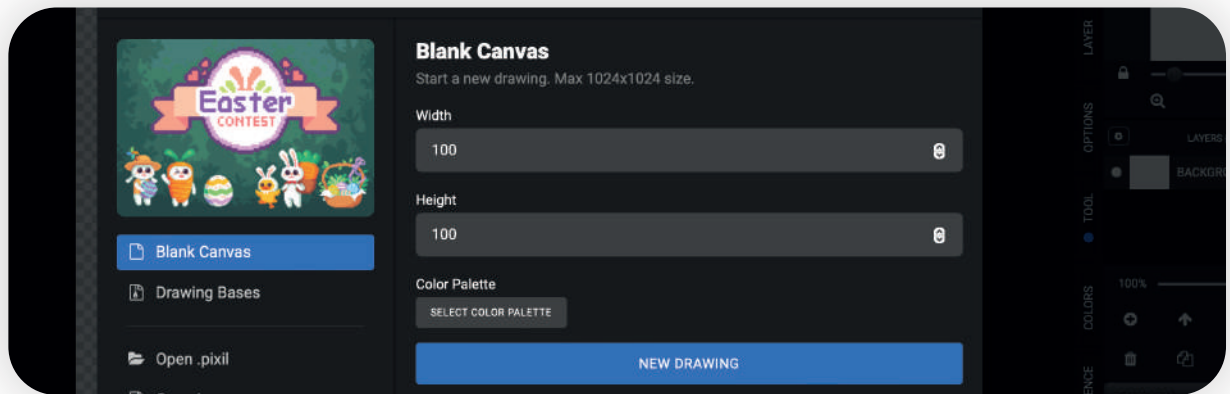 Easter
CONTEST
Blank Canvas
Drawing Bases
Open .pixil
Blank Canvas
Start a new drawing. Max 1024x1024 size.
Width
100
Height
100
Color Palette
SELECT COLOR PALETTE
NEW DRAWING
LAYER
OPTIONS
TOOL
COLORS
LAYERS
100%